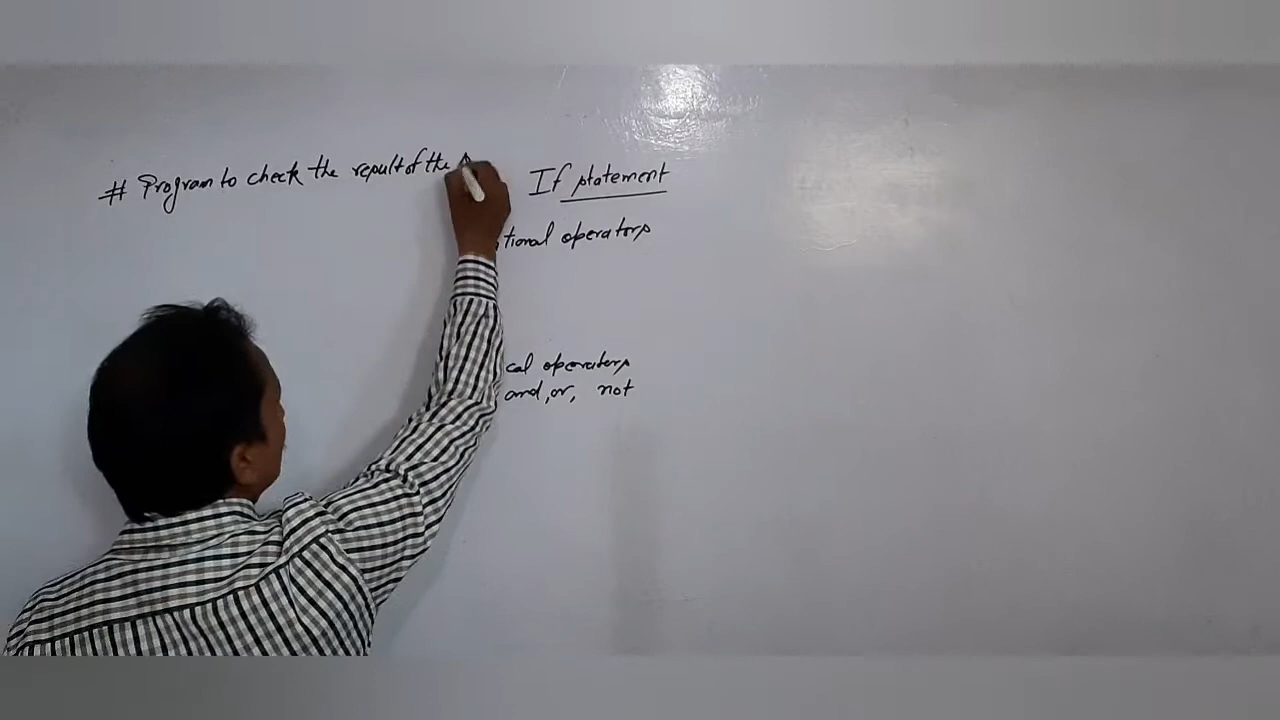 # Program to check the result of the
If statement
tional operators
cal operators
and, or, not